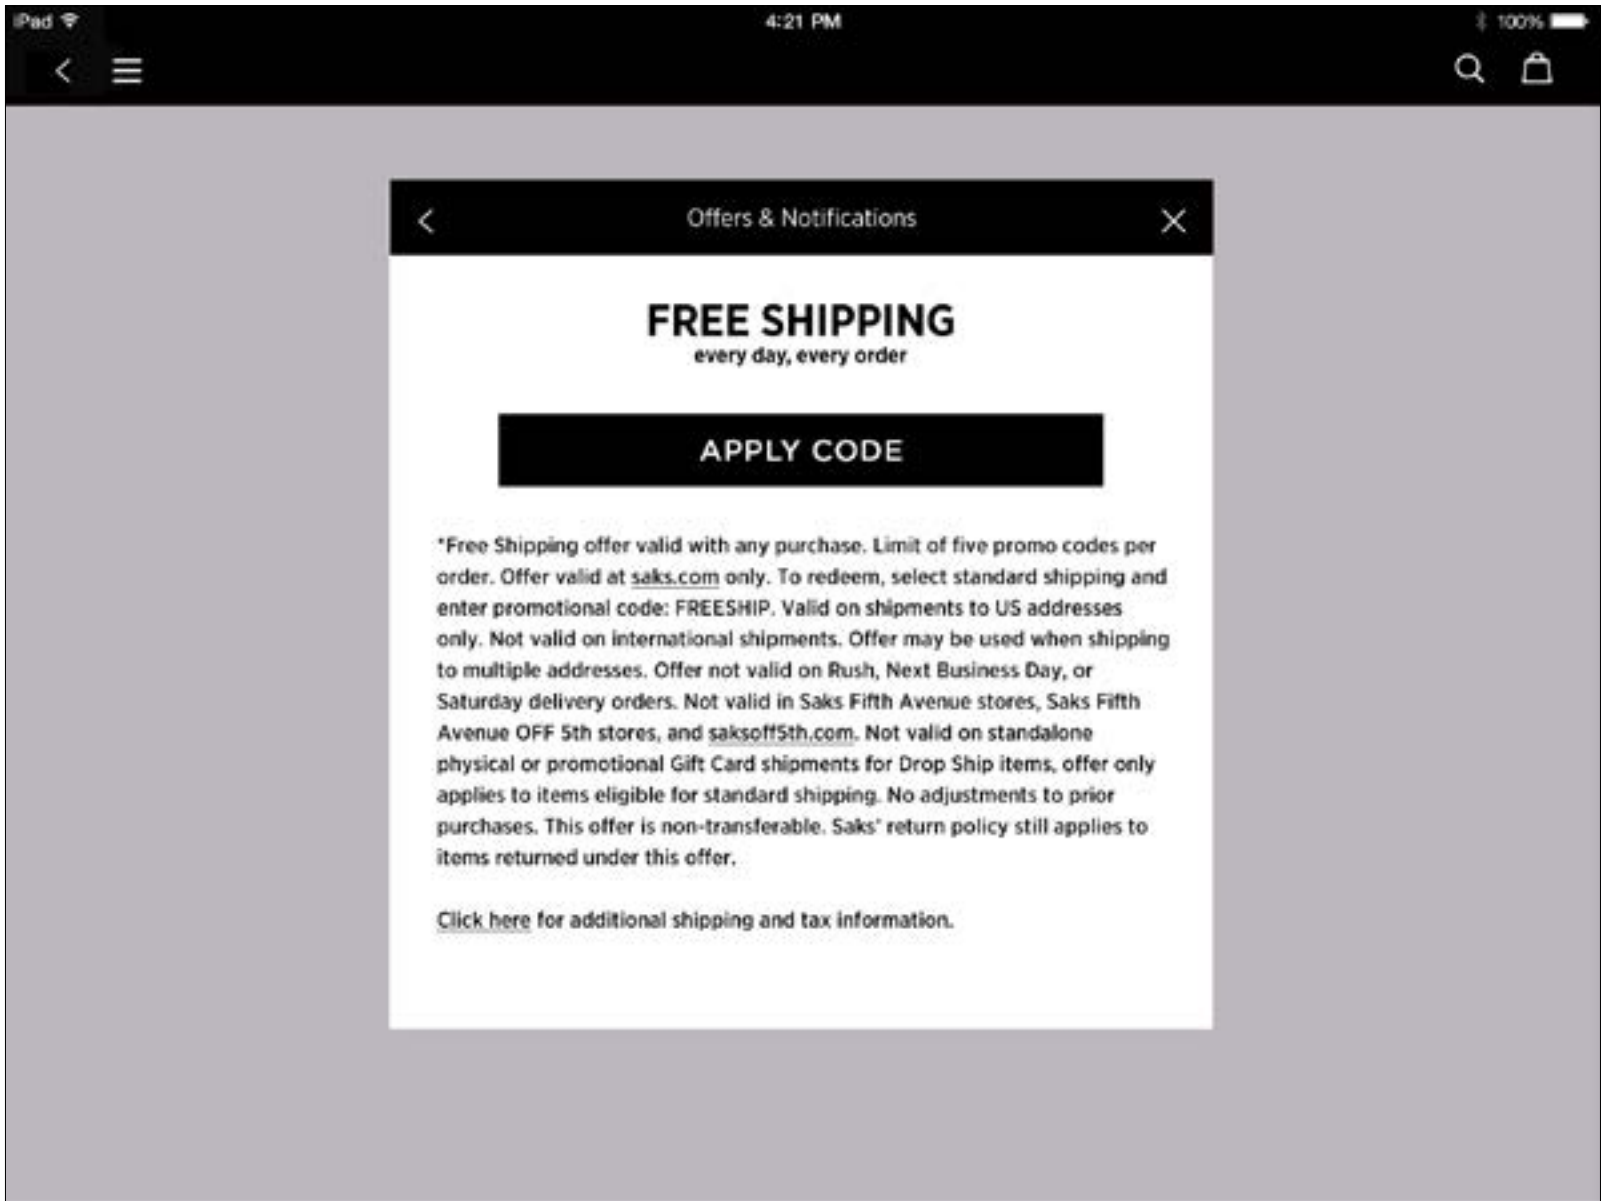 iPad
4:21 PM
100%
Offers & Notifications
FREE SHIPPING
every day, every order
APPLY CODE
*Free Shipping offer valid with any purchase. Limit of five promo codes per
order. Offer valid at saks.com only. To redeem, select standard shipping and
enter promotional code: FREESHIP. Valid on shipments to US addresses
only. Not valid on international shipments. Offer may be used when shipping
to multiple addresses. Offer not valid on Rush, Next Business Day, or
Saturday delivery orders. Not valid in Saks Fifth Avenue stores, Saks Fifth
Avenue OFF 5th stores, and saksoff5th.com. Not valid on standalone
physical or promotional Gift Card shipments for Drop Ship items, offer only
applies to items eligible for standard shipping. No adjustments to prior
purchases. This offer is non-transferable. Saks' return policy still applies to
items returned under this offer.
Click here for additional shipping and tax information.